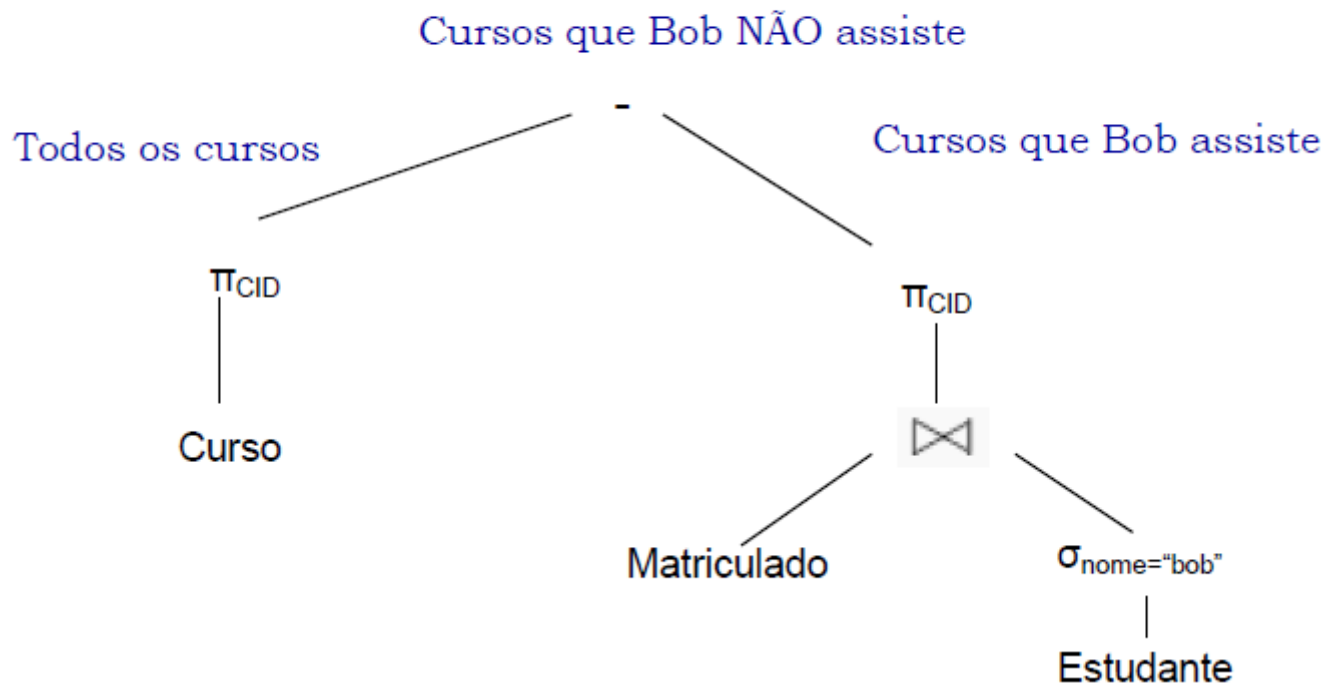 Cursos que Bob NÃO assiste
-
Todos os cursos
Cursos que Bob assiste
πCID
πCID
Curso
⋈
Matriculado
σnome=“bob”
Estudante